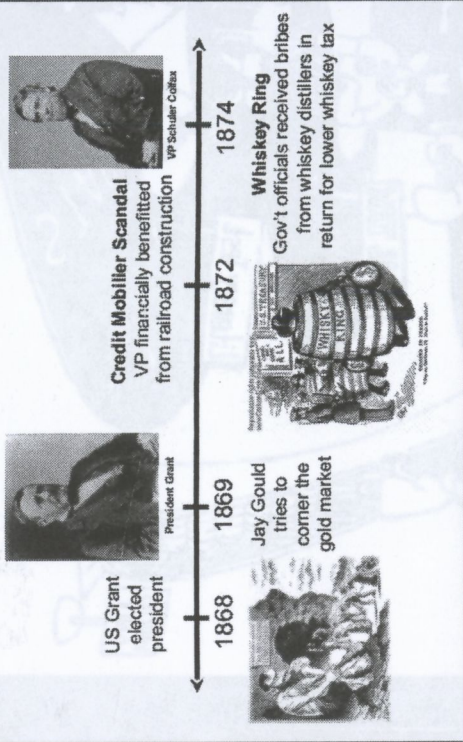 US Grant
elected
president
President Grant
Credit Mobilier Scandal
VP financially benefitted
from railroad construction
VP Schuler Colfax
1868
1869
1872
1874
Jay Gould
tries to
corner the
gold market
U.S. TREASURY
ALL
WHISKY
RING
Whiskey Ring
Gov't officials received bribes
from whiskey distillers in
return for lower whiskey tax